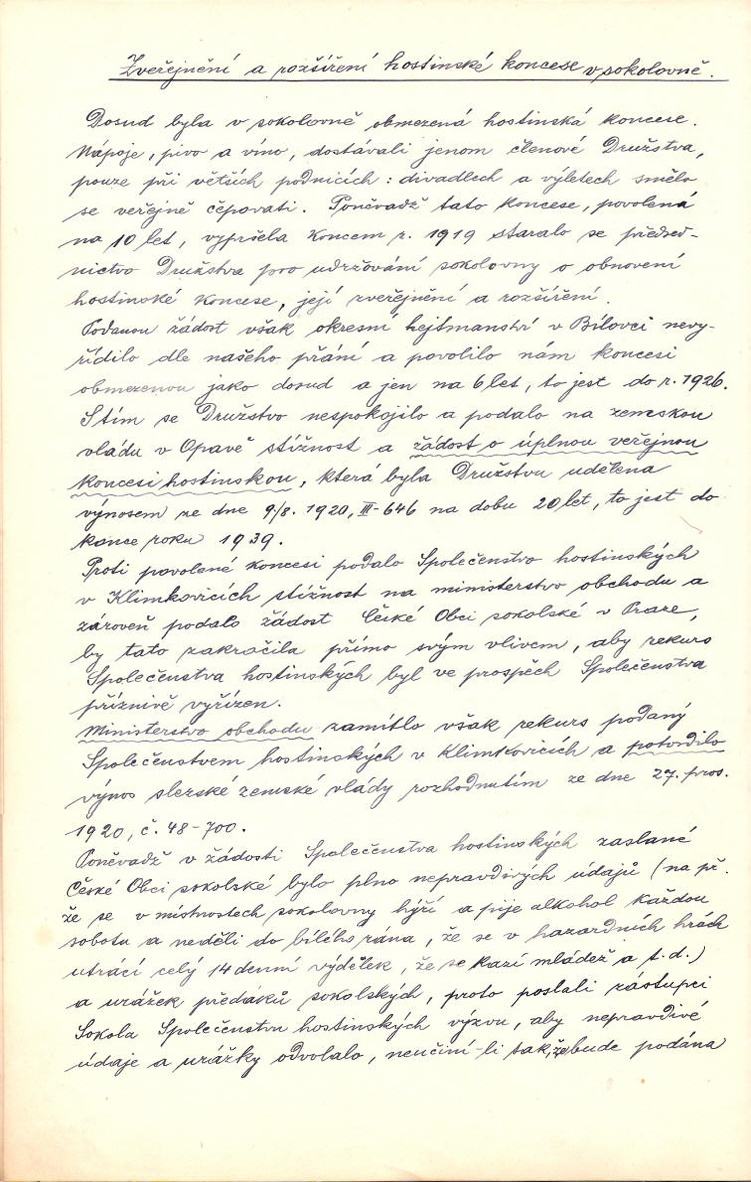 Zveřejnění a rozšíření hostinské koncese v sokolovně.
Dosud byla v sokolovně obmezená hostinská koncese.
Nápoje, pivo a víno, dostávali jenom členové Družstva,
pouze při větších podnicích: divadlech a výletech smělo
se veřejně čepovati. Poněvadž tato koncese, povolená
na 10 let, vypršela koncem r. 1919 staralo se předsed-
nictvo Družstva pro udržování sokolovny o obnovení
hostinské koncese, její zveřejnění a rozšíření.
Podanou žádost však okresní hejtmanství v Bílovci nevy-
řídilo dle našeho přání a povolilo nám koncesi
obmezenou jako dosud a jen na 6 let, to jest do r. 1926.
S tím se Družstvo nespokojilo a podalo na zemskou
vládu v Opavě stížnost a žádost o úplnou veřejnou
koncesi hostinskou, která byla Družstvu udělena
výnosem ze dne 9/8. 1920, III-646 na dobu 20 let, to jest do
konce roku 1939.
Proti povolené koncesi podalo Společenstvo hostinských
v Klimkovicích stížnost na ministerstvo obchodu a
zároveň podalo žádost České Obci sokolské v Praze,
by tato zakračila přímo svým vlivem, aby rekurs
Společenstva hostinských byl ve prospěch Společenstva
příznivě vyřízen.
Ministerstvo obchodu zamítlo však rekurs podaný
Společenstvem hostinských v Klimkovicích a potvrdilo
výnos slezské zemské vlády rozhodnutím ze dne 27. pros.
1920, č. 48-700.
Poněvadž v žádosti Společenstva hostinských zaslané
České Obci sokolské bylo plno nepravdivých údajů (na př.
že se v místnostech sokolovny hýří a pije alkohol každou
sobotu a neděli do bílého rána, že se v hazardních hrách
utrácí celý 14 denní výdělek, že se kazí mládež a t. d.)
a urážek předáků sokolských, proto poslali zástupci
Sokola Společenstvu hostinských výzvu, aby nepravdivé
údaje a urážky odvolalo, neučiní-li tak, že bude podána